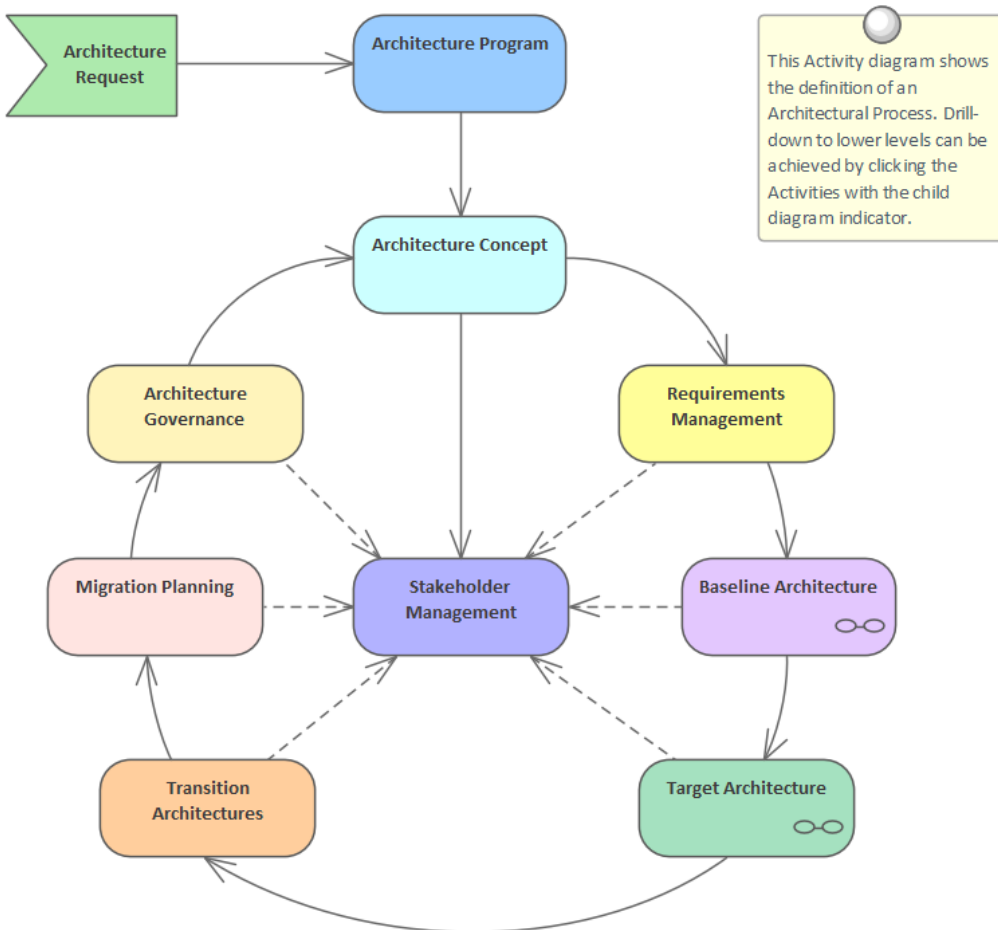 Architecture
Request
Architecture Program
This Activity diagram shows
the definition of an
Architectural Process. Drill-
down to lower levels can be
achieved by clicking the
Activities with the child
diagram indicator.
Architecture Concept
Architecture
Governance
Requirements
Management
Migration Planning
Stakeholder
Management
Baseline Architecture
Transition
Architectures
Target Architecture